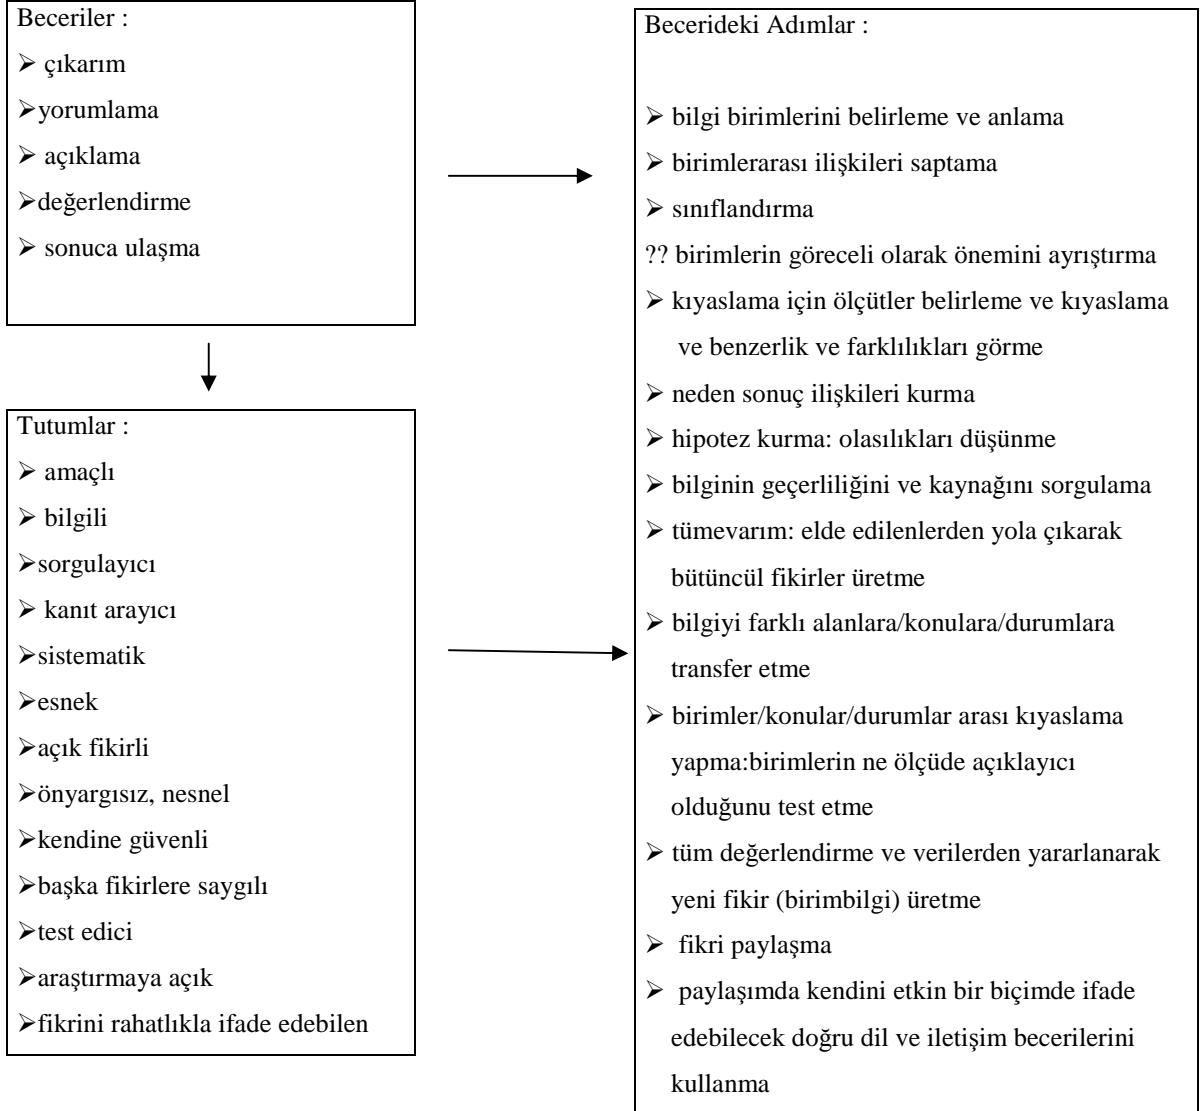 Beceriler :
➢ çıkarım
➢yorumlama
➢ açıklama
➢değerlendirme
➢ sonuca ulaşma
Tutumlar :
➢ amaçlı
➢ bilgili
➢sorgulayıcı
➢ kanıt arayıcı
➢sistematik
➢esnek
➢açık fikirli
➢önyargısız, nesnel
➢kendine güvenli
➢başka fikirlere saygılı
➢test edici
➢araştırmaya açık
➢fikrini rahatlıkla ifade edebilen
Becerideki Adımlar :
➢ bilgi birimlerini belirleme ve anlama
➢ birimlerarası ilişkileri saptama
➢ sınıflandırma
?? birimlerin göreceli olarak önemini ayrıştırma
➢ kıyaslama için ölçütler belirleme ve kıyaslama
ve benzerlik ve farklılıkları görme
➢ neden sonuç ilişkileri kurma
➢ hipotez kurma: olasılıkları düşünme
➢ bilginin geçerliliğini ve kaynağını sorgulama
➢ tümevarım: elde edilenlerden yola çıkarak
bütüncül fikirler üretme
➢ bilgiyi farklı alanlara/konulara/durumlara
transfer etme
➢ birimler/konular/durumlar arası kıyaslama
yapma:birimlerin ne ölçüde açıklayıcı
olduğunu test etme
➢ tüm değerlendirme ve verilerden yararlanarak
yeni fikir (birimbilgi) üretme
➢ fikri paylaşma
➢ paylaşımda kendini etkin bir biçimde ifade
edebilecek doğru dil ve iletişim becerilerini
kullanma